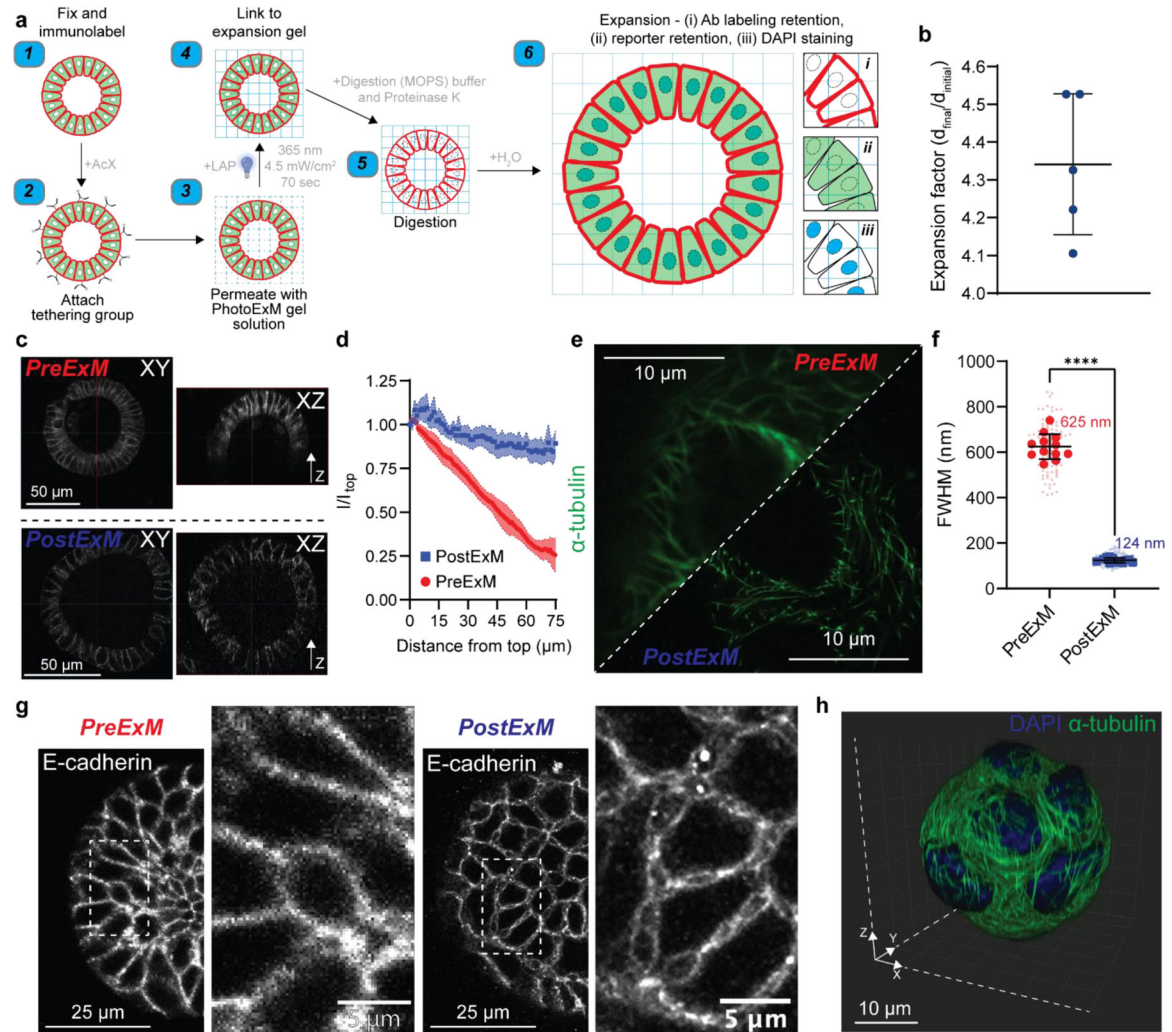 a
Fix and
immunolabel
1
+AcX
2
Attach
tethering group
Link to
expansion gel
4
+LAP
365 nm
4.5 mW/cm²
70 sec
3
Permeate with
PhotoExM gel
solution
+Digestion (MOPS) buffer
and Proteinase K
5
Digestion
+H₂O
6
Expansion - (i) Ab labeling retention,
(ii) reporter retention, (iii) DAPI staining
i
ii
iii
b
Expansion factor (d_final/d_initial)
4.6
4.5
4.4
4.3
4.2
4.1
4.0
c
PreExM
XY
50 µm
XZ
Z
PostExM
XY
50 µm
XZ
Z
d
I/I_top
1.25
1.00
0.75
0.50
0.25
0.00
PostExM
PreExM
15
30
45
60
75
Distance from top (µm)
e
α-tubulin
10 µm
PreExM
PostExM
10 µm
f
FWHM (nm)
1000
800
600
400
200
0
****
625 nm
124 nm
PreExM
PostExM
g
PreExM
E-cadherin
25 µm
5 µm
PostExM
E-cadherin
25 µm
5 µm
h
DAPI α-tubulin
Z
Y
X
10 µm